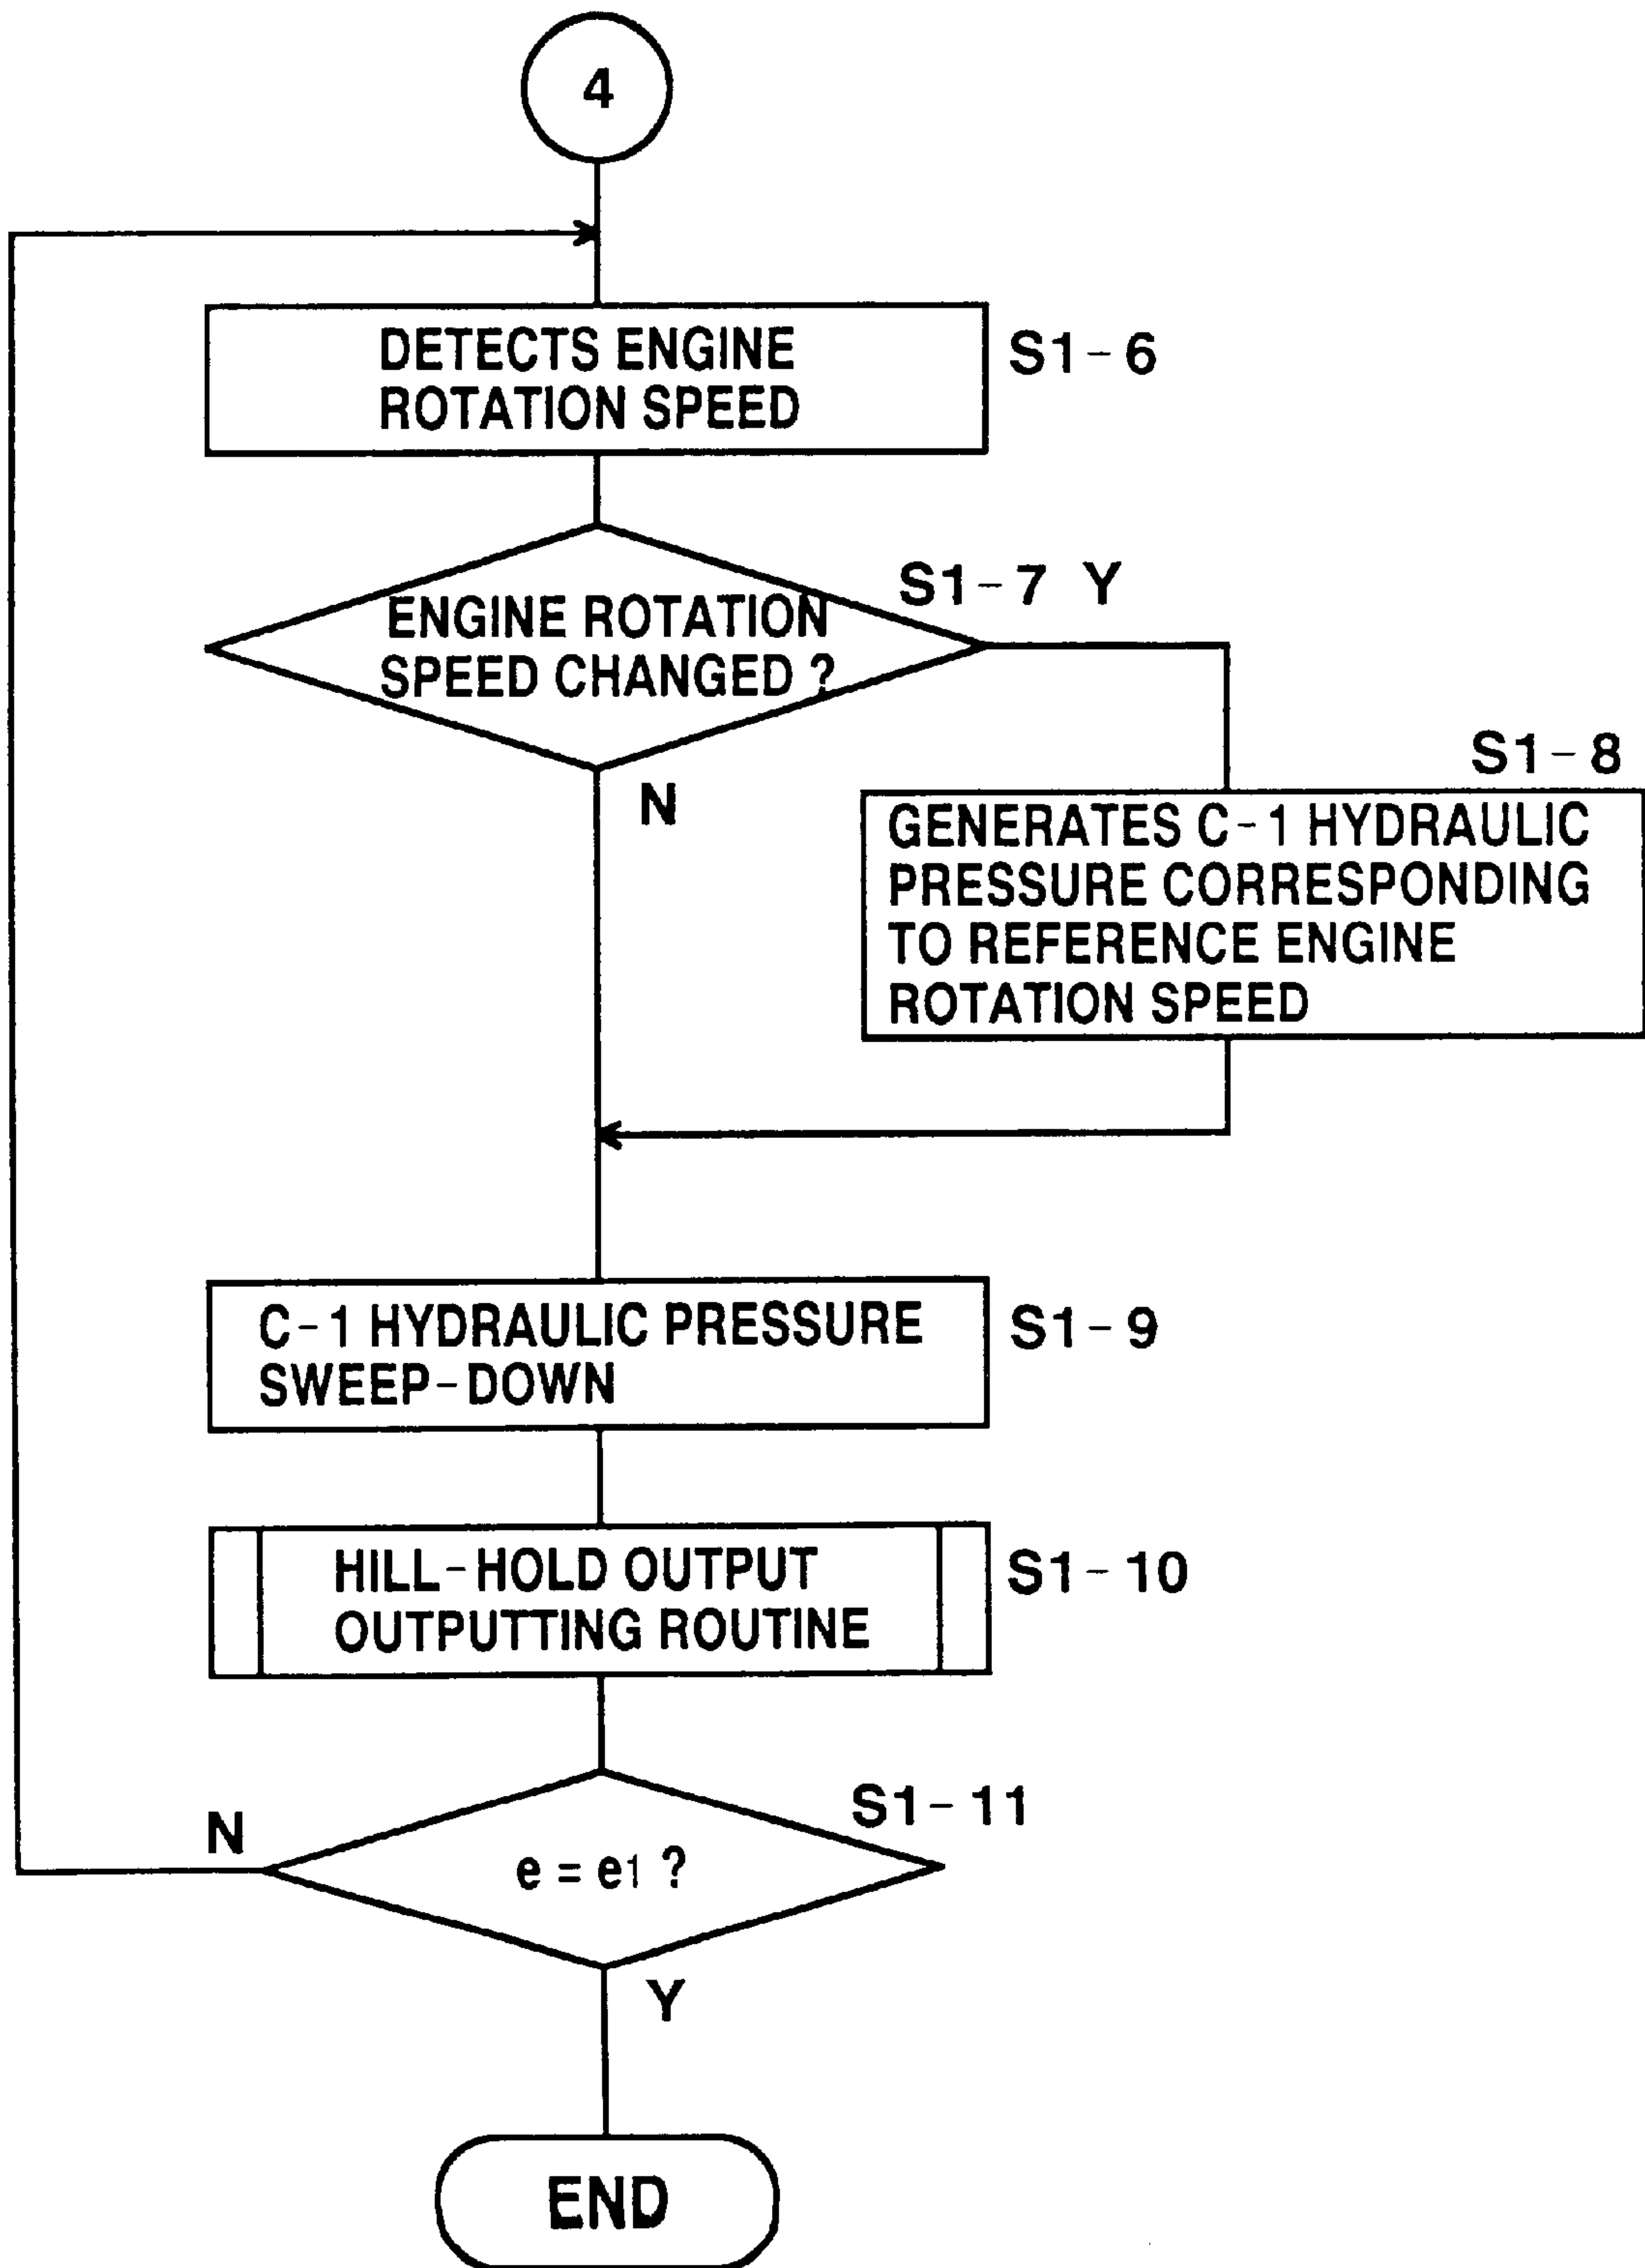 4
DETECTS ENGINE
ROTATION SPEED
S1-6
S1-7 Y
ENGINE ROTATION
SPEED CHANGED ?
N
S1-8
GENERATES C-1 HYDRAULIC
PRESSURE CORRESPONDING
TO REFERENCE ENGINE
ROTATION SPEED
C-1 HYDRAULIC PRESSURE
SWEEP-DOWN
S1-9
HILL-HOLD OUTPUT
OUTPUTTING ROUTINE
S1-10
S1-11
N
e = e1 ?
Y
END